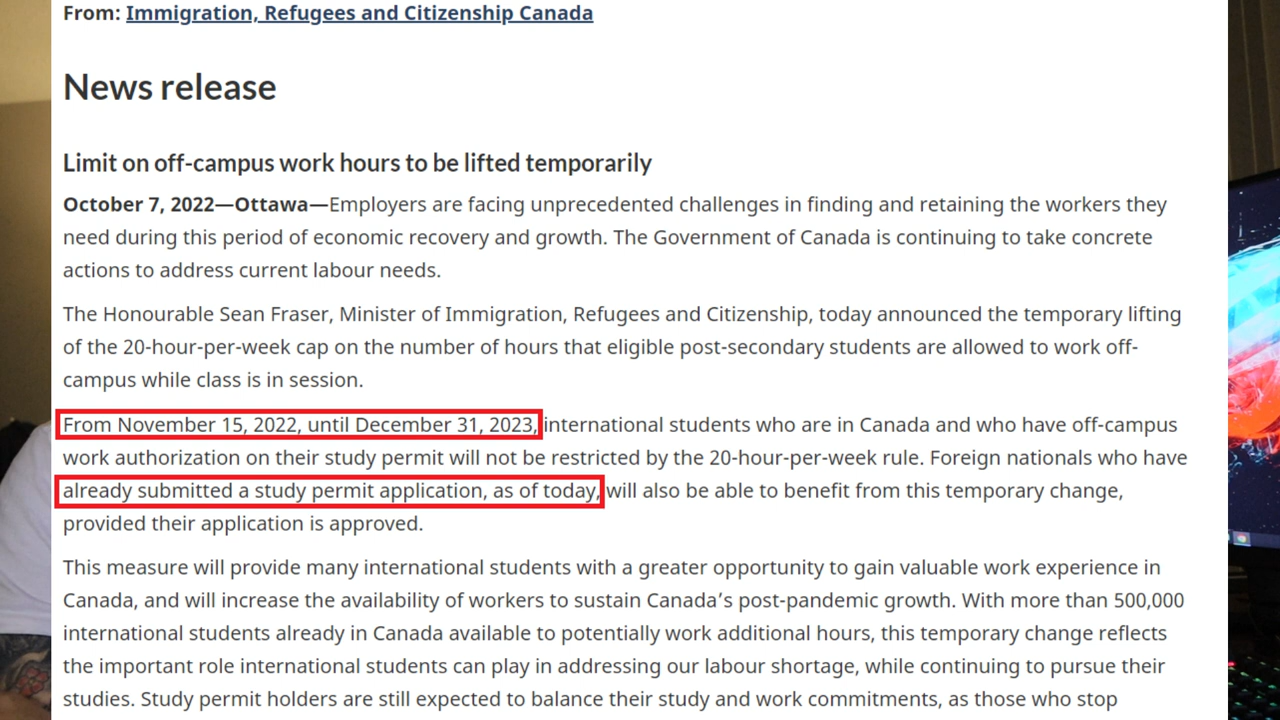 From: Immigration, Refugees and Citizenship Canada
News release
Limit on off-campus work hours to be lifted temporarily
October 7, 2022—Ottawa—Employers are facing unprecedented challenges in finding and retaining the workers they
need during this period of economic recovery and growth. The Government of Canada is continuing to take concrete
actions to address current labour needs.
The Honourable Sean Fraser, Minister of Immigration, Refugees and Citizenship, today announced the temporary lifting
of the 20-hour-per-week cap on the number of hours that eligible post-secondary students are allowed to work off-
campus while class is in session.
From November 15, 2022, until December 31, 2023, international students who are in Canada and who have off-campus
work authorization on their study permit will not be restricted by the 20-hour-per-week rule. Foreign nationals who have
already submitted a study permit application, as of today, will also be able to benefit from this temporary change,
provided their application is approved.
This measure will provide many international students with a greater opportunity to gain valuable work experience in
Canada, and will increase the availability of workers to sustain Canada’s post-pandemic growth. With more than 500,000
international students already in Canada available to potentially work additional hours, this temporary change reflects
the important role international students can play in addressing our labour shortage, while continuing to pursue their
studies. Study permit holders are still expected to balance their study and work commitments, as those who stop